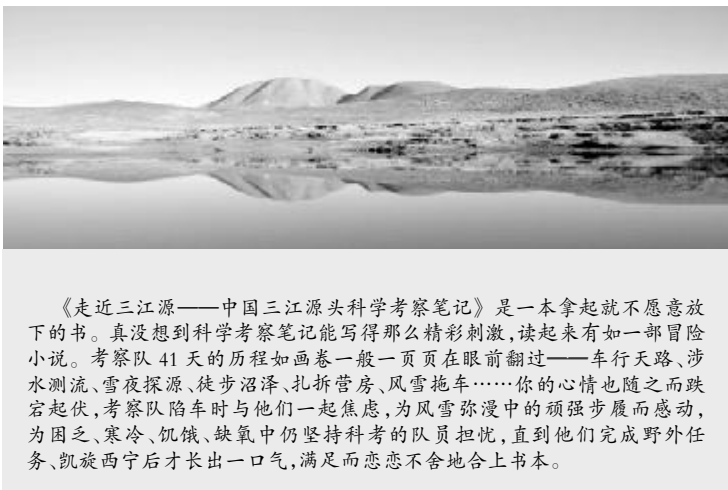 《走近三江源——中国三江源头科学考察笔记》是一本拿起就不愿意放
下的书。真没想到科学考察笔记能写得那么精彩刺激,读起来有如一部冒险
小说。考察队 41 天的历程如画卷一般一页页在眼前翻过——车行天路、涉
水测流、雪夜探源、徒步沼泽、扎拆营房、风雪拖车……你的心情也随之而跌
宕起伏,考察队陷车时与他们一起焦虑,为风雪弥漫中的顽强步履而感动,
为困乏、寒冷、饥饿、缺氧中仍坚持科考的队员担忧,直到他们完成野外任
务、凯旋西宁后才长出一口气,满足而恋恋不舍地合上书本。